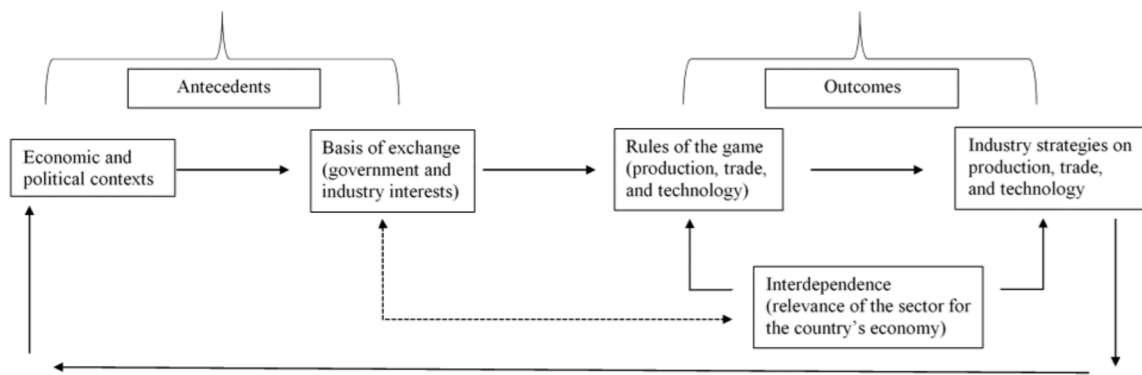 Antecedents
Outcomes
Economic and
political contexts
Basis of exchange
(government and
industry interests)
Rules of the game
(production, trade,
and technology)
Industry strategies on
production, trade,
and technology
Interdependence
(relevance of the sector for
the country's economy)